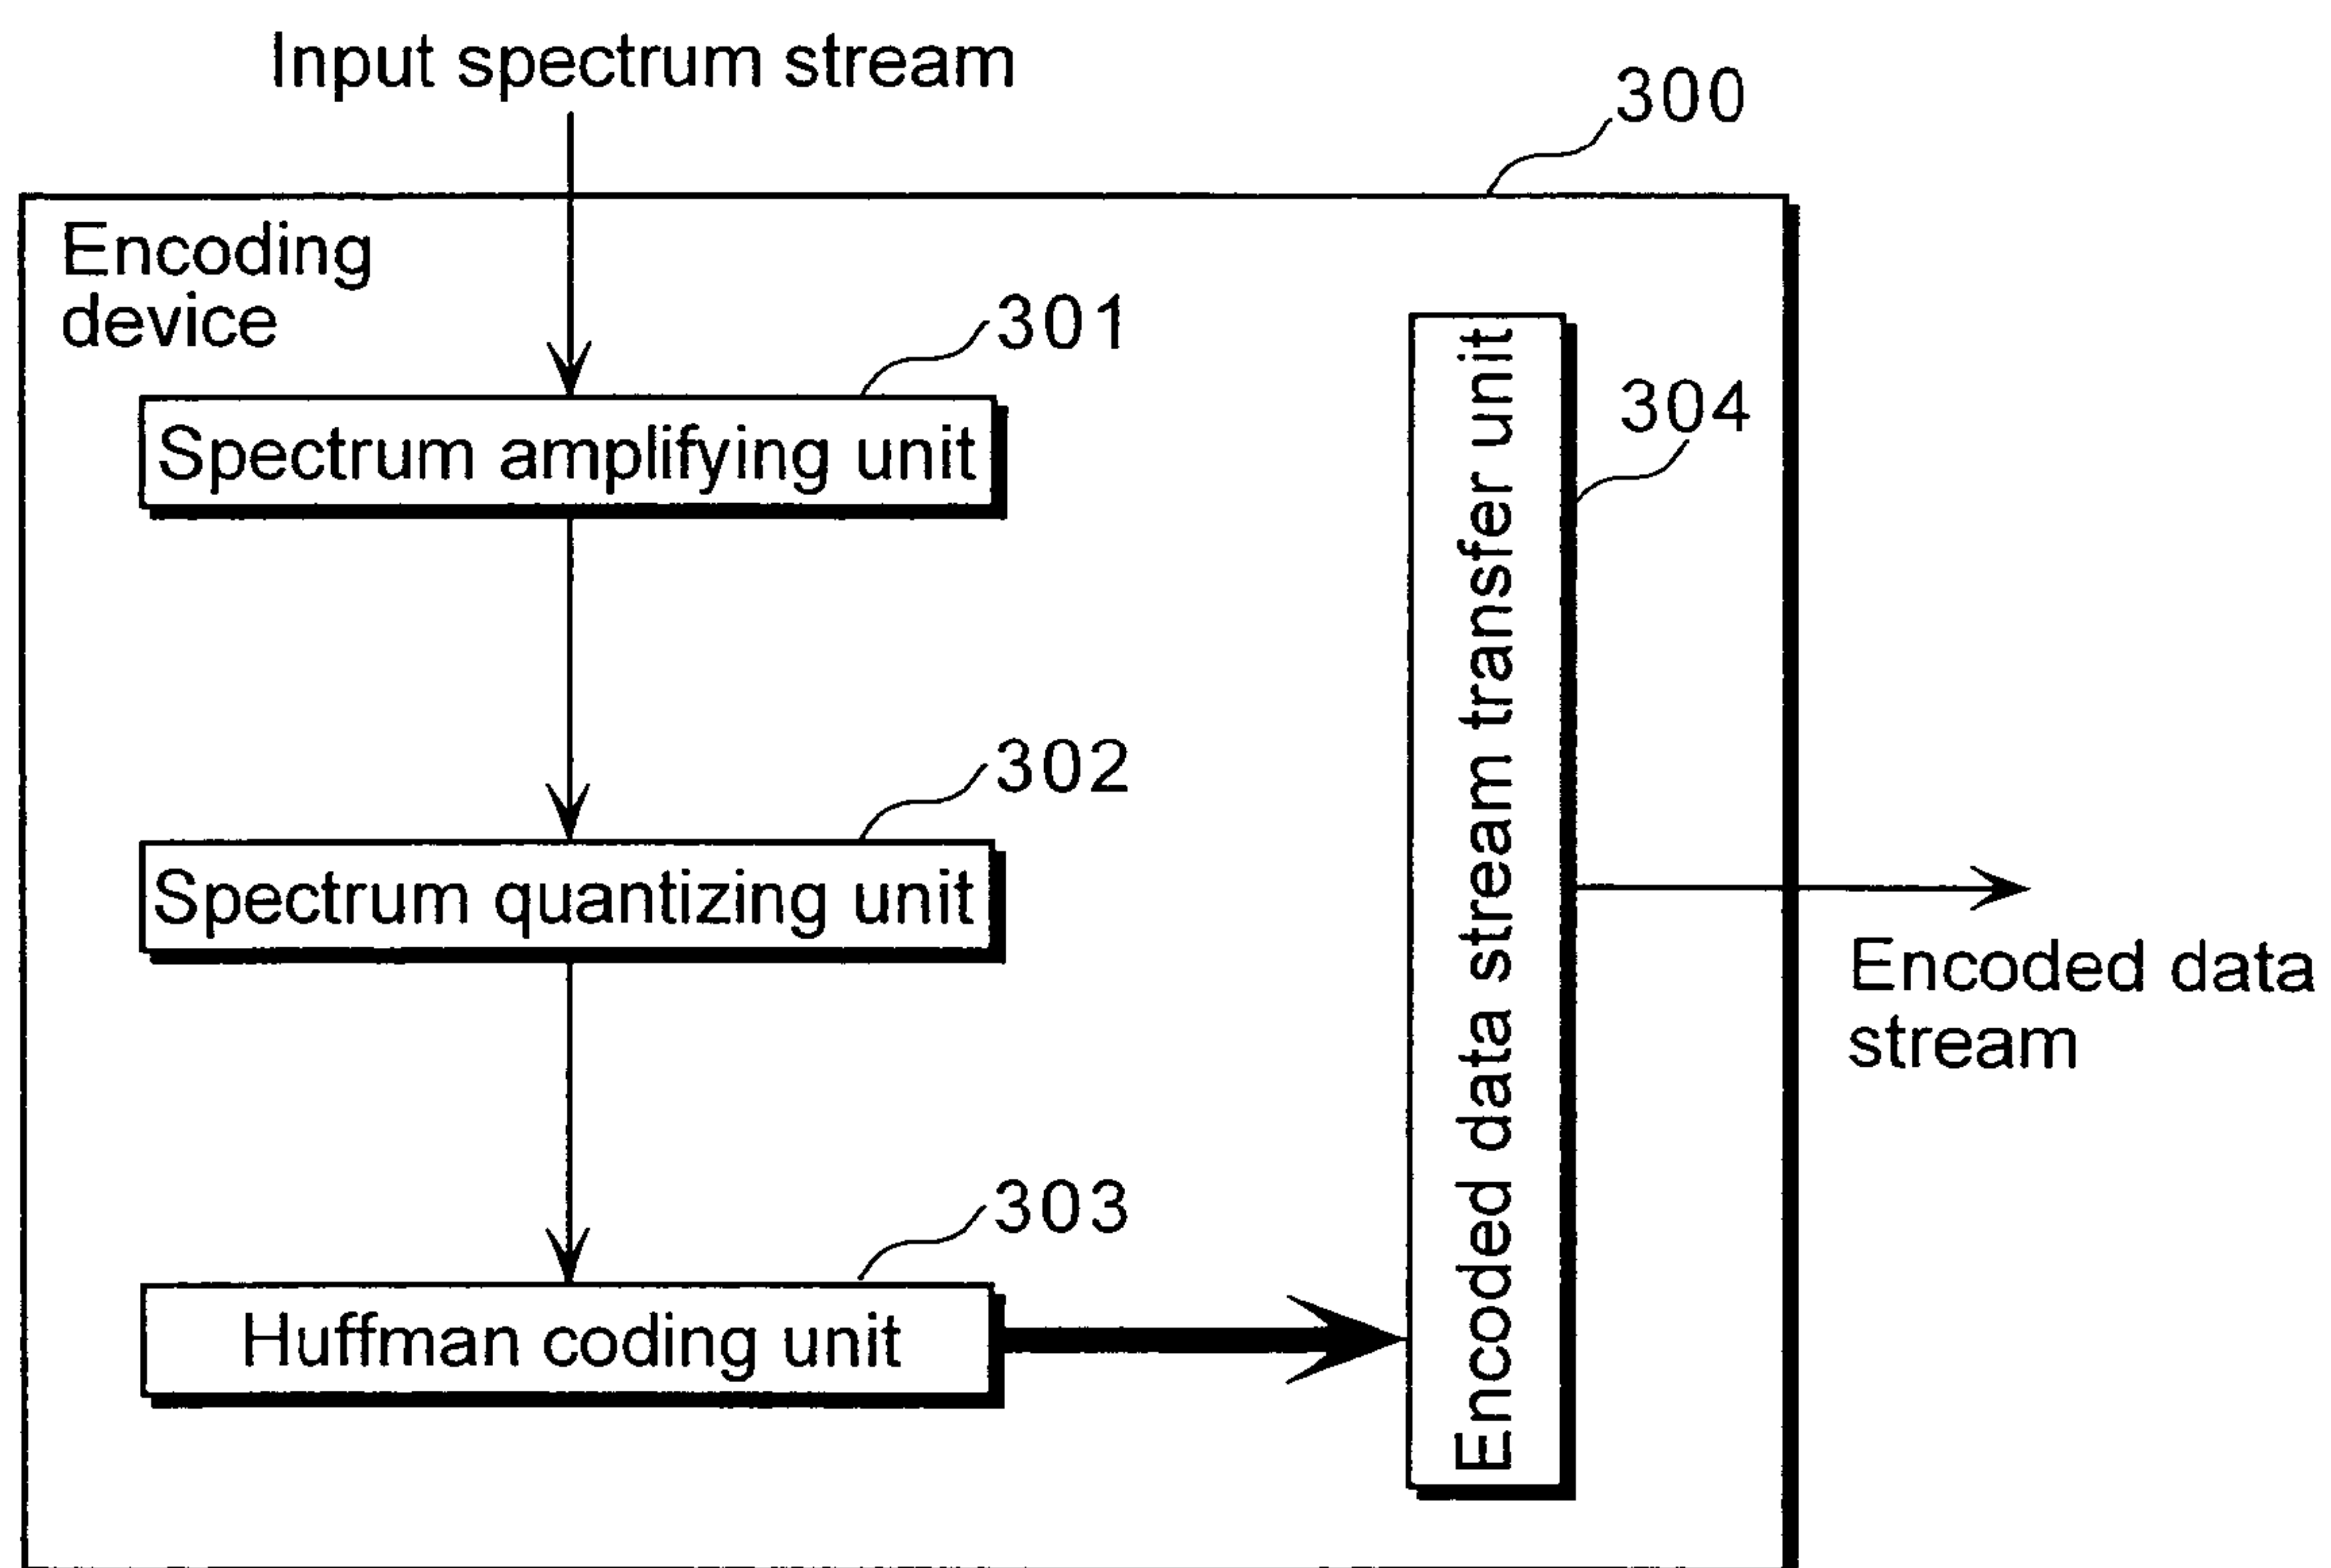 Input spectrum stream
300
Encoding
device
301
Spectrum amplifying unit
304
Encoded data stream transfer unit
302
Spectrum quantizing unit
Encoded data
stream
303
Huffman coding unit